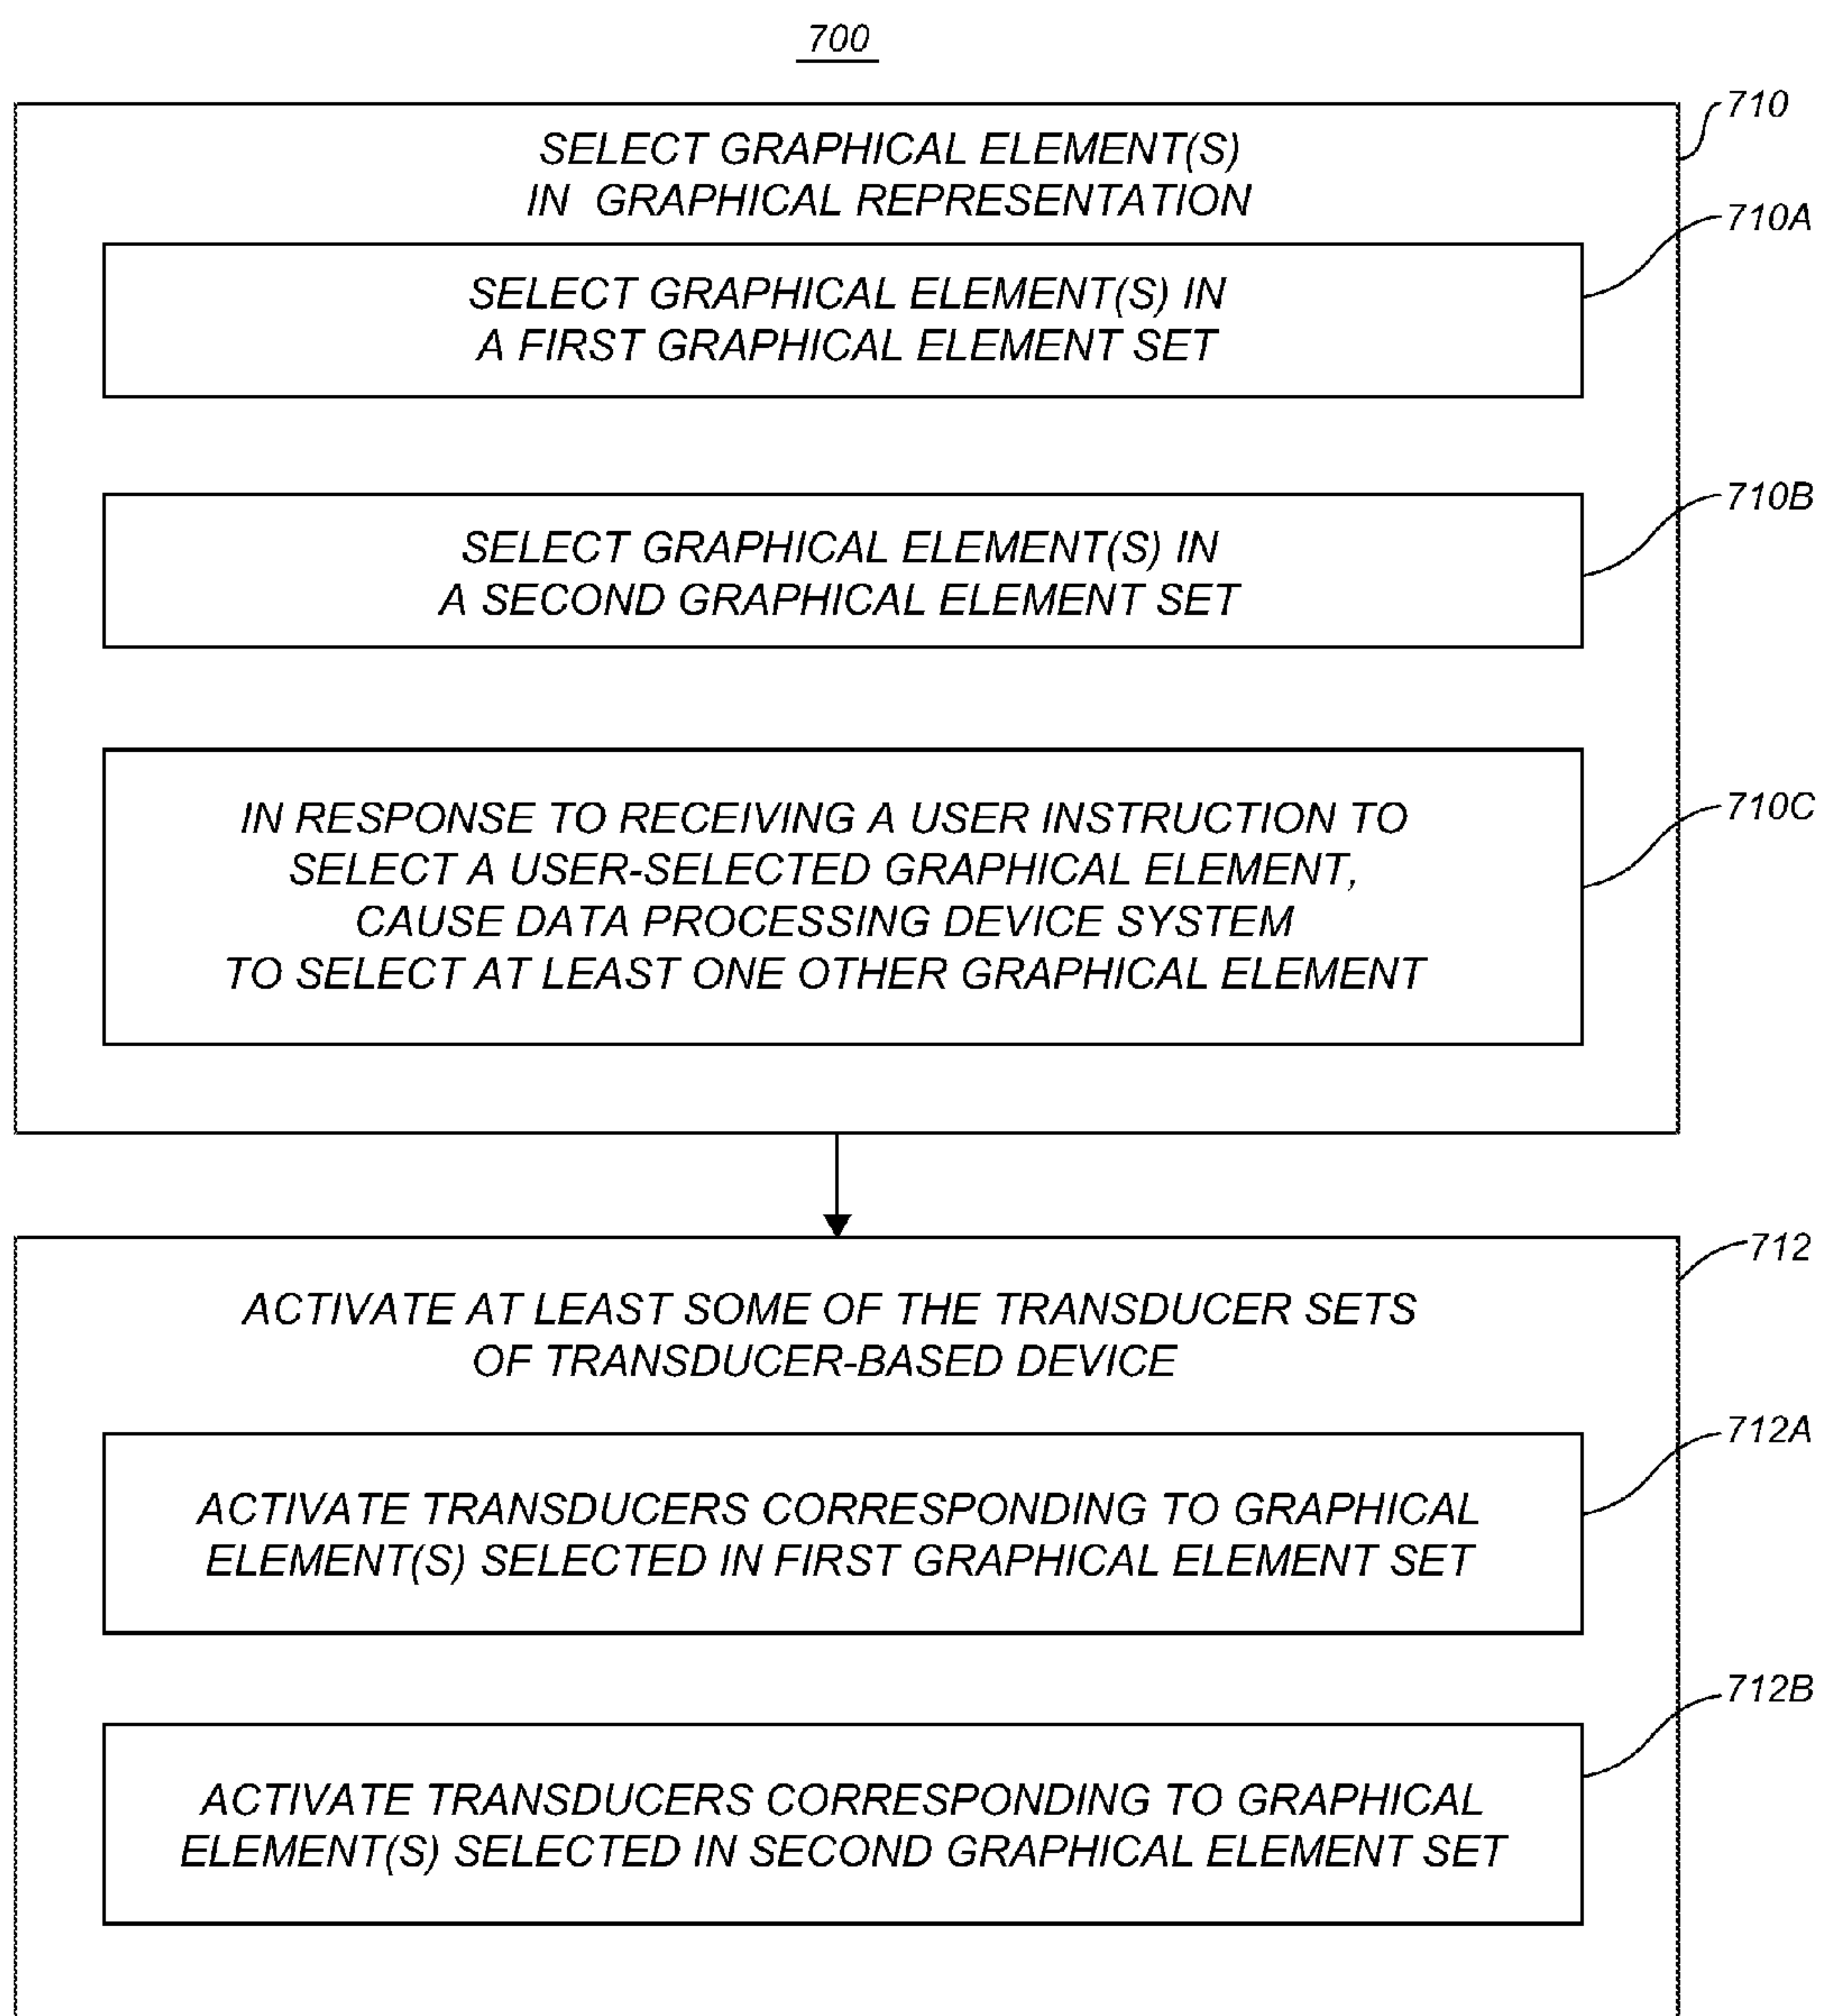 700
710
SELECT GRAPHICAL ELEMENT(S)
IN GRAPHICAL REPRESENTATION
710A
SELECT GRAPHICAL ELEMENT(S) IN
A FIRST GRAPHICAL ELEMENT SET
710B
SELECT GRAPHICAL ELEMENT(S) IN
A SECOND GRAPHICAL ELEMENT SET
710C
IN RESPONSE TO RECEIVING A USER INSTRUCTION TO
SELECT A USER-SELECTED GRAPHICAL ELEMENT,
CAUSE DATA PROCESSING DEVICE SYSTEM
TO SELECT AT LEAST ONE OTHER GRAPHICAL ELEMENT
712
ACTIVATE AT LEAST SOME OF THE TRANSDUCER SETS
OF TRANSDUCER-BASED DEVICE
712A
ACTIVATE TRANSDUCERS CORRESPONDING TO GRAPHICAL
ELEMENT(S) SELECTED IN FIRST GRAPHICAL ELEMENT SET
712B
ACTIVATE TRANSDUCERS CORRESPONDING TO GRAPHICAL
ELEMENT(S) SELECTED IN SECOND GRAPHICAL ELEMENT SET